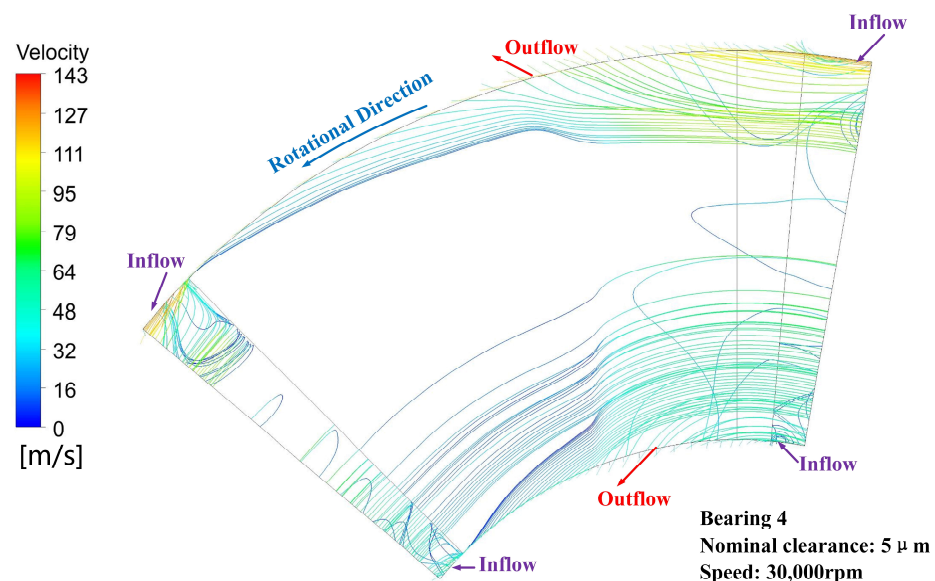 Inflow
Outflow
Velocity
143
127
111
95
79
64
48
32
16
0
[m/s]
Rotational Direction
Inflow
Inflow
Outflow
Inflow
Bearing 4
Nominal clearance: 5 μm
Speed: 30,000rpm